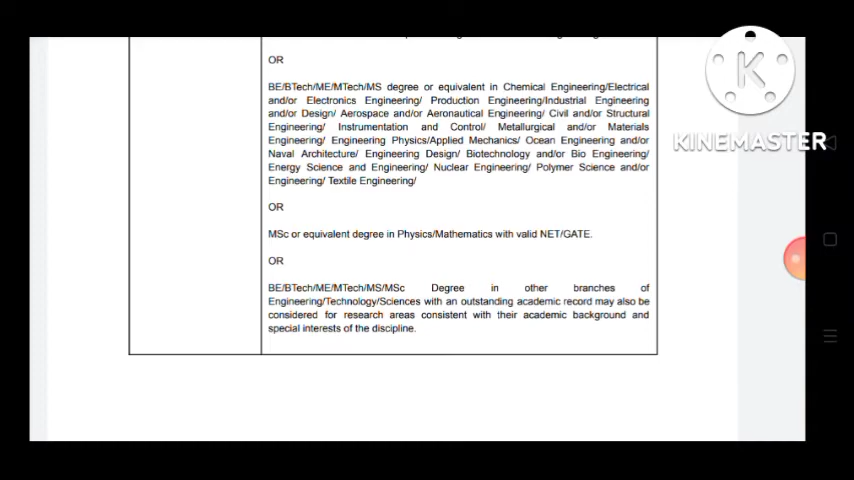 OR
BE/BTech/ME/MTech/MS degree or equivalent in Chemical Engineering/Electrical
and/or Electronics Engineering/ Production Engineering/Industrial Engineering
and/or Design/ Aerospace and/or Aeronautical Engineering/ Civil and/or Structural
Engineering/ Instrumentation and Control/ Metallurgical and/or Materials
Engineering/ Engineering Physics/Applied Mechanics/ Ocean Engineering and/or
Naval Architecture/ Engineering Design/ Biotechnology and/or Bio Engineering/
Energy Science and Engineering/ Nuclear Engineering/ Polymer Science and/or
Engineering/ Textile Engineering/
OR
MSc or equivalent degree in Physics/Mathematics with valid NET/GATE.
OR
BE/BTech/ME/MTech/MS/MSc Degree in other branches of
Engineering/Technology/Sciences with an outstanding academic record may also be
considered for research areas consistent with their academic background and
special interests of the discipline.
K
KINEMASTER